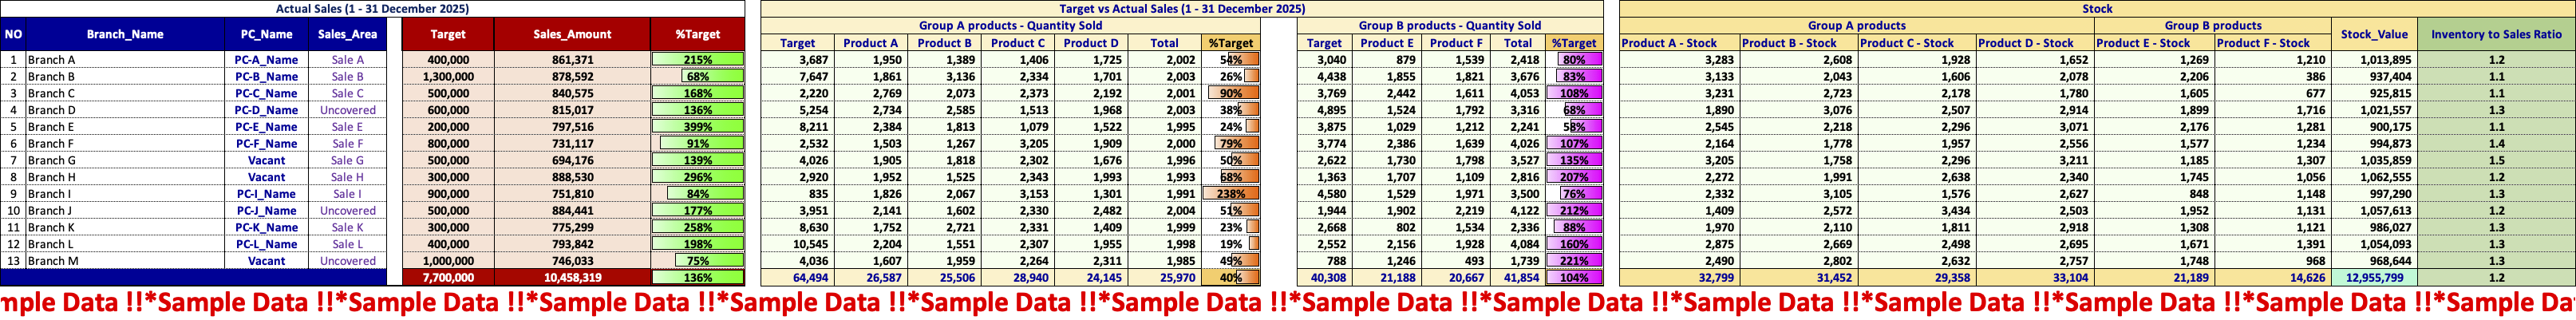 Actual Sales (1 - 31 December 2025) Target vs Actual Sales (1 - 31 December 2025) Stock
Group A products - Quantity Sold Group B products - Quantity Sold Group A products Group B products
NO Branch_Name PC_Name Sales_Area Target Sales_Amount %Target Target Product A Product B Product C Product D Total %Target Target Product E Product F Total %Target Product A - Stock Product B - Stock Product C - Stock Product D - Stock Product E - Stock Product F - Stock Stock_Value Inventory to Sales Ratio
1 Branch A PC-A_Name Sale A 400,000 861,371 215% 3,687 1,950 1,389 1,406 1,725 2,002 54% 3,040 879 1,539 2,418 80% 3,283 2,608 1,928 1,652 1,269 1,210 1,013,895 1.2
2 Branch B PC-B_Name Sale B 1,300,000 878,592 68% 7,647 1,861 3,136 2,334 1,701 2,003 26% 4,438 1,855 1,821 3,676 83% 3,133 2,043 1,606 2,078 2,206 386 937,404 1.1
3 Branch C PC-C_Name Sale C 500,000 840,575 168% 2,220 2,769 2,073 2,373 2,192 2,001 90% 3,769 2,442 1,611 4,053 108% 3,231 2,723 2,178 1,780 1,605 677 925,815 1.1
4 Branch D PC-D_Name Uncovered 600,000 815,017 136% 5,254 2,734 2,585 1,513 1,968 2,003 38% 4,895 1,524 1,792 3,316 68% 1,890 3,076 2,507 2,914 1,899 1,716 1,021,557 1.3
5 Branch E PC-E_Name Sale E 200,000 797,516 399% 8,211 2,384 1,813 1,079 1,522 1,995 24% 3,875 1,029 1,212 2,241 58% 2,545 2,218 2,296 3,071 2,176 1,281 900,175 1.1
6 Branch F PC-F_Name Sale F 800,000 731,117 91% 2,532 1,503 1,267 3,205 1,909 2,000 79% 3,774 2,386 1,639 4,026 107% 2,164 1,778 1,957 2,556 1,577 1,234 994,873 1.4
7 Branch G Vacant Sale G 500,000 694,176 139% 4,026 1,905 1,818 2,302 1,676 1,996 50% 2,622 1,730 1,798 3,527 135% 3,205 1,758 2,296 3,211 1,185 1,307 1,035,859 1.5
8 Branch H Vacant Sale H 300,000 888,530 296% 2,920 1,952 1,525 2,343 1,993 1,993 68% 1,363 1,707 1,109 2,816 207% 2,272 1,991 2,638 2,340 1,745 1,056 1,062,555 1.2
9 Branch I PC-I_Name Sale I 900,000 751,810 84% 835 1,826 2,067 3,153 1,301 1,991 238% 4,580 1,529 1,971 3,500 76% 2,332 3,105 1,576 2,627 848 1,148 997,290 1.3
10 Branch J PC-J_Name Uncovered 500,000 884,441 177% 3,951 2,141 1,602 2,330 2,482 2,004 51% 1,944 1,902 2,219 4,122 212% 1,409 2,572 3,434 2,503 1,952 1,131 1,057,613 1.2
11 Branch K PC-K_Name Sale K 300,000 775,299 258% 8,630 1,752 2,721 2,331 1,409 1,999 23% 2,668 802 1,534 2,336 88% 1,970 2,110 1,811 2,918 1,308 1,121 986,027 1.3
12 Branch L PC-L_Name Sale L 400,000 793,842 198% 10,545 2,204 1,551 2,307 1,955 1,998 19% 2,552 2,156 1,928 4,084 160% 2,875 2,669 2,498 2,695 1,671 1,391 1,054,093 1.3
13 Branch M Vacant Uncovered 1,000,000 746,033 75% 4,036 1,607 1,959 2,264 2,311 1,985 49% 788 1,246 493 1,739 221% 2,490 2,802 2,632 2,757 1,748 968 968,644 1.3
7,700,000 10,458,319 136% 64,494 26,587 25,506 28,940 24,145 25,970 40% 40,308 21,188 20,667 41,854 104% 32,799 31,452 29,358 33,104 21,189 14,626 12,955,799 1.2
mple Data !!*Sample Data !!*Sample Data !!*Sample Data !!*Sample Data !!*Sample Data !!*Sample Data !!*Sample Data !!*Sample Data !!*Sample Data !!*Sample Data !!*Sample Data !!*Sample Data !!*Sample Da